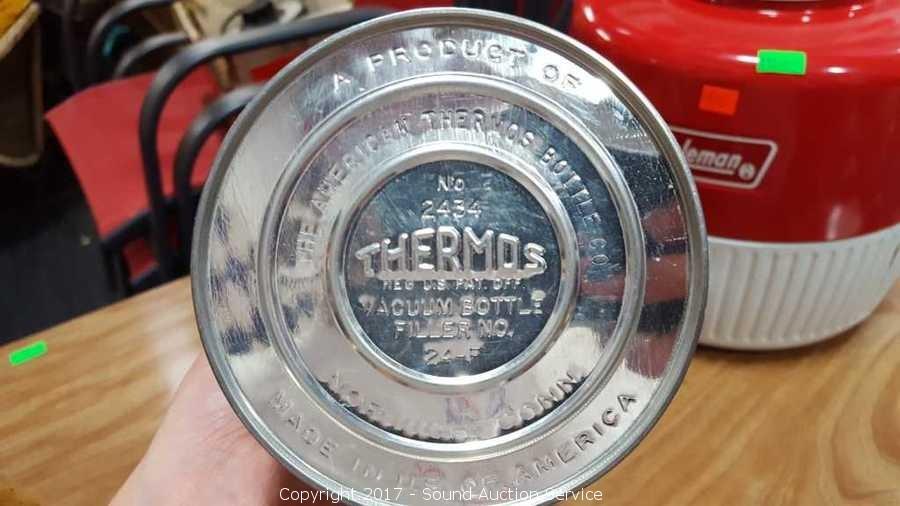 A PRODUCT OF
THE AMERICAN THERMOS BOTTLE CO.
No
2434
THERMOS
REG. U.S. PAT. OFF.
VACUUM BOTTLE
FILLER NO.
24-F
CONN.
MADE IN U.S. OF AMERICA
leman
Copyright 2017 - Sound Auction Service